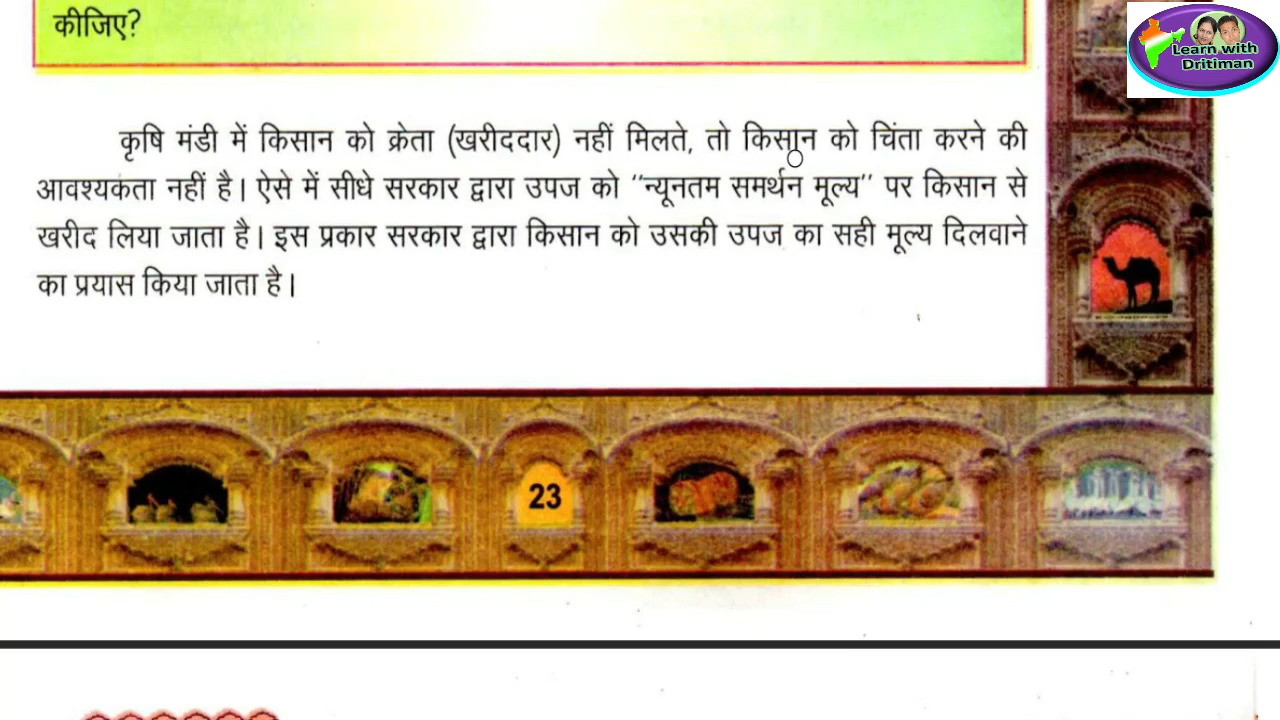 Learn with
Dritiman
कीजिए?
कृषि मंडी में किसान को क्रेता (खरीददार) नहीं मिलते, तो किसान को चिंता करने की
आवश्यकता नहीं है। ऐसे में सीधे सरकार द्वारा उपज को ''न्यूनतम समर्थन मूल्य'' पर किसान से
खरीद लिया जाता है। इस प्रकार सरकार द्वारा किसान को उसकी उपज का सही मूल्य दिलवाने
का प्रयास किया जाता है।
23